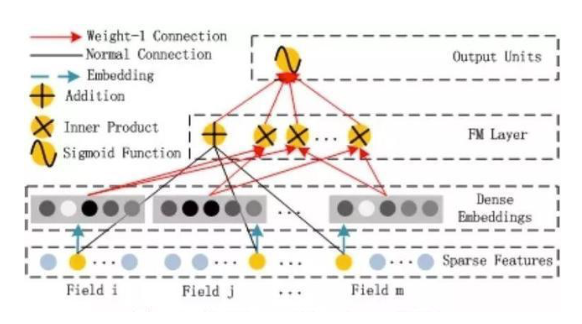 Weight-1 Connection
Normal Connection
Embedding
Addition
Inner Product
Sigmoid Function
Output Units
FM Layer
...
Dense
Embeddings
...
Sparse Features
...
Field i
Field j
...
Field m